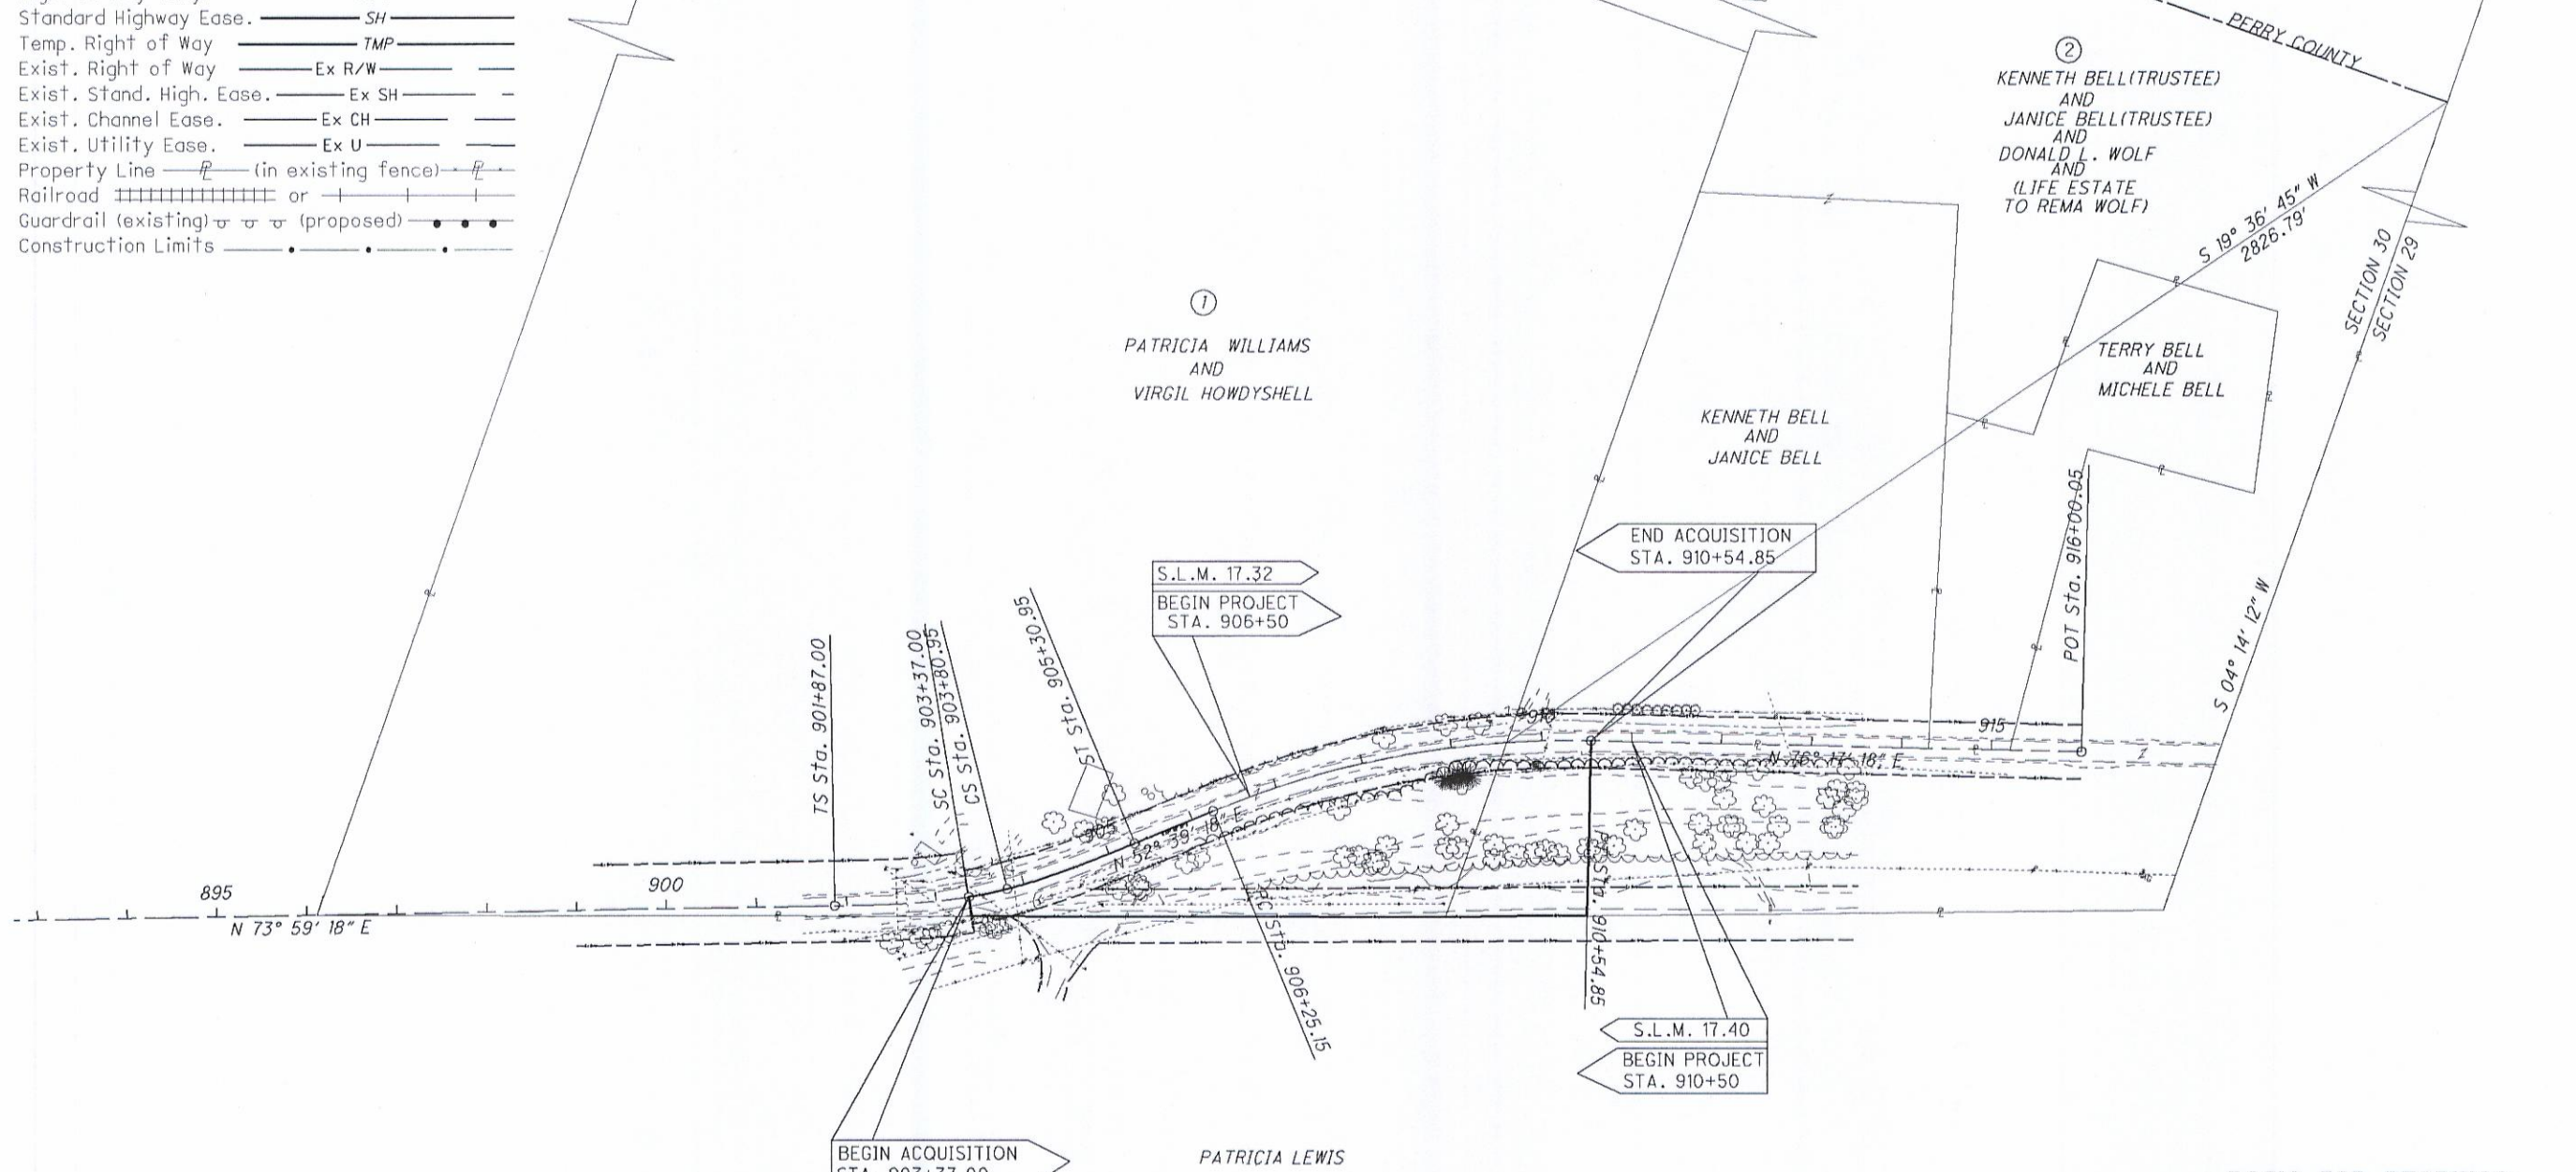 Standard Highway Ease. SH
Temp. Right of Way TMP
Exist. Right of Way Ex R/W
Exist. Stand. High. Ease. Ex SH
Exist. Channel Ease. Ex CH
Exist. Utility Ease. Ex U
Property Line (in existing fence)
Railroad or
Guardrail (existing) (proposed)
Construction Limits
PERRY COUNTY
2
KENNETH BELL(TRUSTEE)
AND
JANICE BELL(TRUSTEE)
AND
DONALD L. WOLF
AND
(LIFE ESTATE
TO REMA WOLF)
S 19° 36' 45" W
2826.79'
SECTION 30
SECTION 29
1
PATRICIA WILLIAMS
AND
VIRGIL HOWDYSHELL
TERRY BELL
AND
MICHELE BELL
KENNETH BELL
AND
JANICE BELL
END ACQUISITION
STA. 910+54.85
S.L.M. 17.32
BEGIN PROJECT
STA. 906+50
POT Sta. 916+00.05
S 04° 14' 12" W
TS Sta. 901+87.00
SC Sta. 903+37.00
CS Sta. 903+80.95
ST Sta. 905+30.95
910
915
N 76° 17' 18" E
905
N 52° 39' 18" E
895
900
N 73° 59' 18" E
PC Sta. 906+25.15
Sta. 910+54.85
S.L.M. 17.40
BEGIN PROJECT
STA. 910+50
BEGIN ACQUISITION
STA. 903+37.00
PATRICIA LEWIS